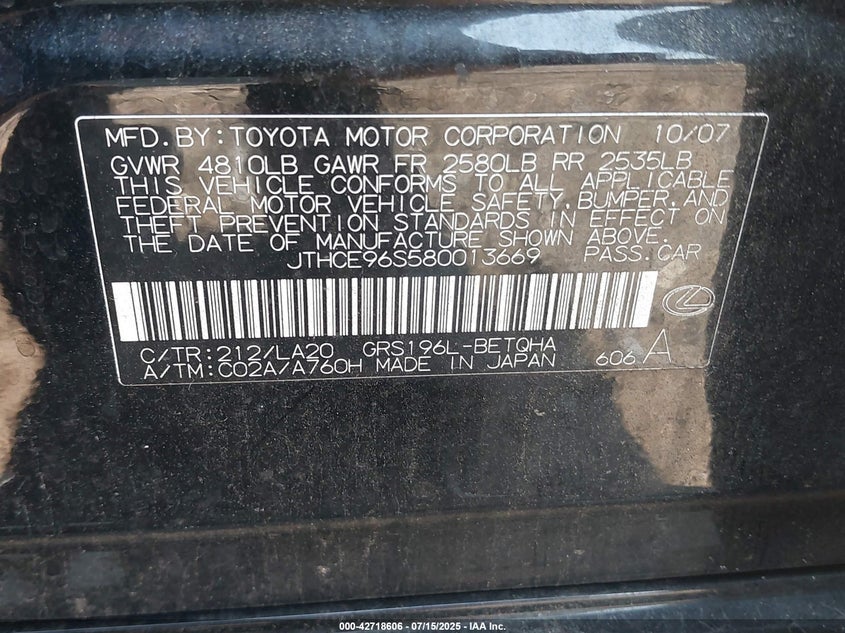 MFD.BY:TOYOTA MOTOR CORPORATION 10/07
GVWR 4810LB GAWR FR 2580LB RR 2535LB
THIS VEHICLE CONFORMS TO ALL APPLICABLE
FEDERAL MOTOR VEHICLE SAFETY,BUMPER,AND
THEFT PREVENTION STANDARDS IN EFFECT ON
THE DATE OF MANUFACTURE SHOWN ABOVE.
JTHCE96S580013669 PASS.CAR
C/TR:212/LA20 GRS196L-BETQHA
A/TM:C02A/A760H MADE IN JAPAN 606 A
000-42718606 - 07/15/2025 - IAA Inc.